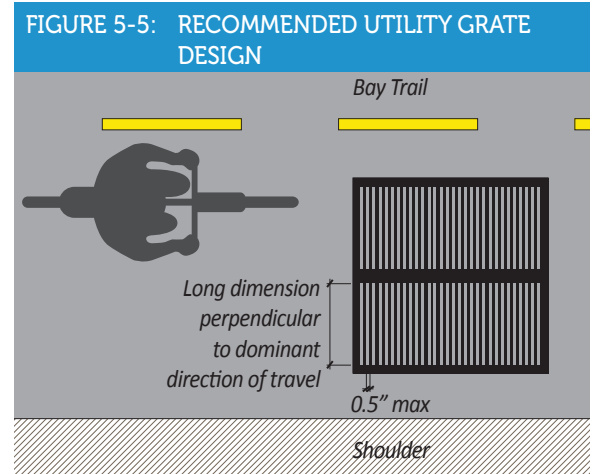 FIGURE 5-5: RECOMMENDED UTILITY GRATE
DESIGN
Bay Trail
Long dimension
perpendicular
to dominant
direction of travel
0.5" max
Shoulder